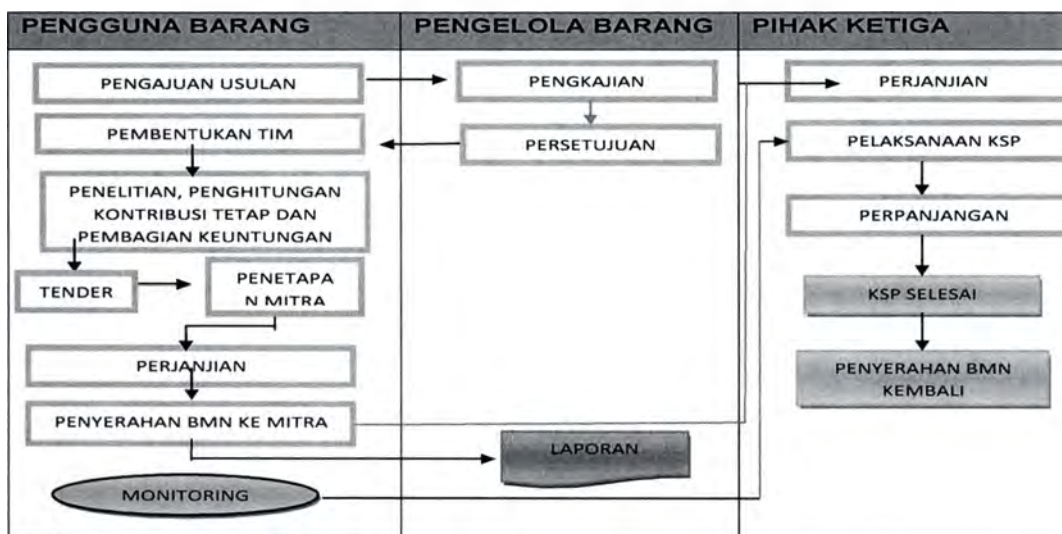 PENGGUNA BARANG
PENGELOLA BARANG
PIHAK KETIGA
PENGAJUAN USULAN
PENGKAJIAN
PERJANJIAN
PEMBENTUKAN TIM
PERSETUJUAN
PELAKSANAAN KSP
PENELITIAN, PENGHITUNGAN
KONTRIBUSI TETAP DAN
PEMBAGIAN KEUNTUNGAN
PERPANJANGAN
TENDER
PENETAPA
N MITRA
KSP SELESAI
PERJANJIAN
PENYERAHAN BMN
KEMBALI
PENYERAHAN BMN KE MITRA
LAPORAN
MONITORING